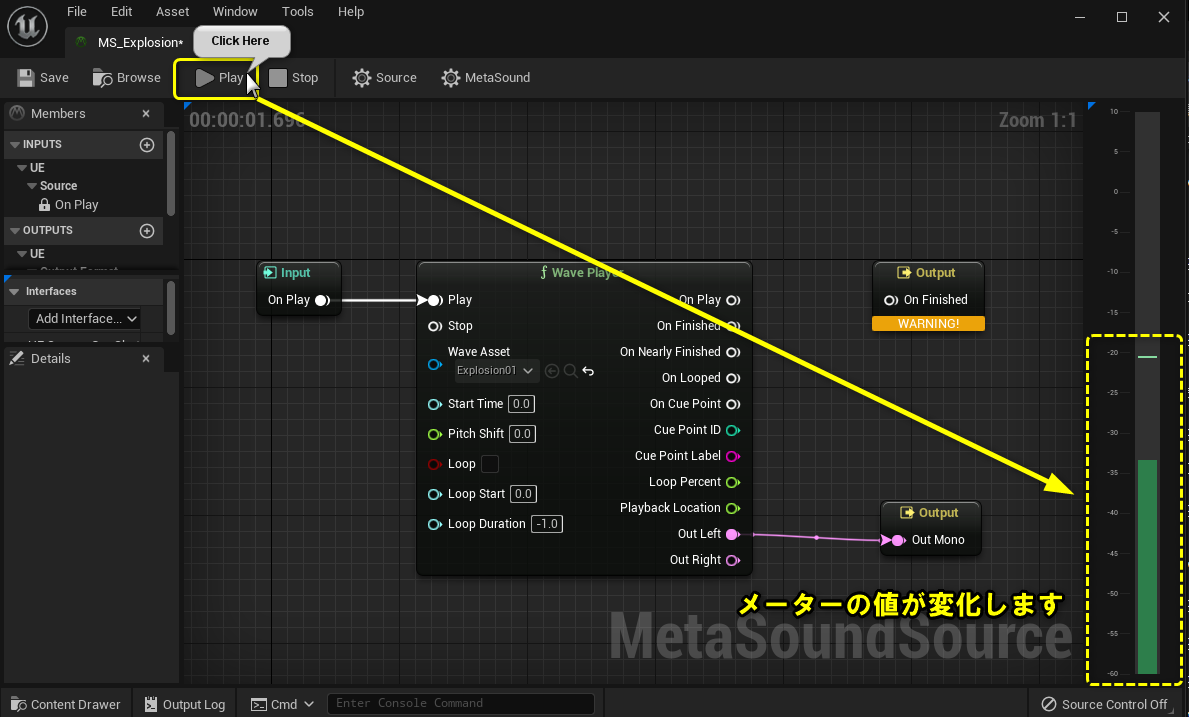 File Edit Asset Window Tools Help
MS_Explosion*
Click Here
Save Browse Play Stop Source MetaSound
Members
INPUTS
UE
Source
On Play
OUTPUTS
UE
Output Format
Interfaces
Add Interface...
Details
00:00:01.696
Zoom 1:1
Input
On Play
Wave Player
Play
Stop
Wave Asset
Explosion01
Start Time 0.0
Pitch Shift 0.0
Loop
Loop Start 0.0
Loop Duration -1.0
On Play
On Finished
On Nearly Finished
On Looped
On Cue Point
Cue Point ID
Cue Point Label
Loop Percent
Playback Location
Out Left
Out Right
Output
On Finished
WARNING!
Output
Out Mono
メーターの値が変化します
MetaSoundSource
10
5
0
-5
-10
-15
-20
-25
-30
-35
-40
-45
-50
-55
-60
Content Drawer Output Log Cmd Enter Console Command Source Control Off